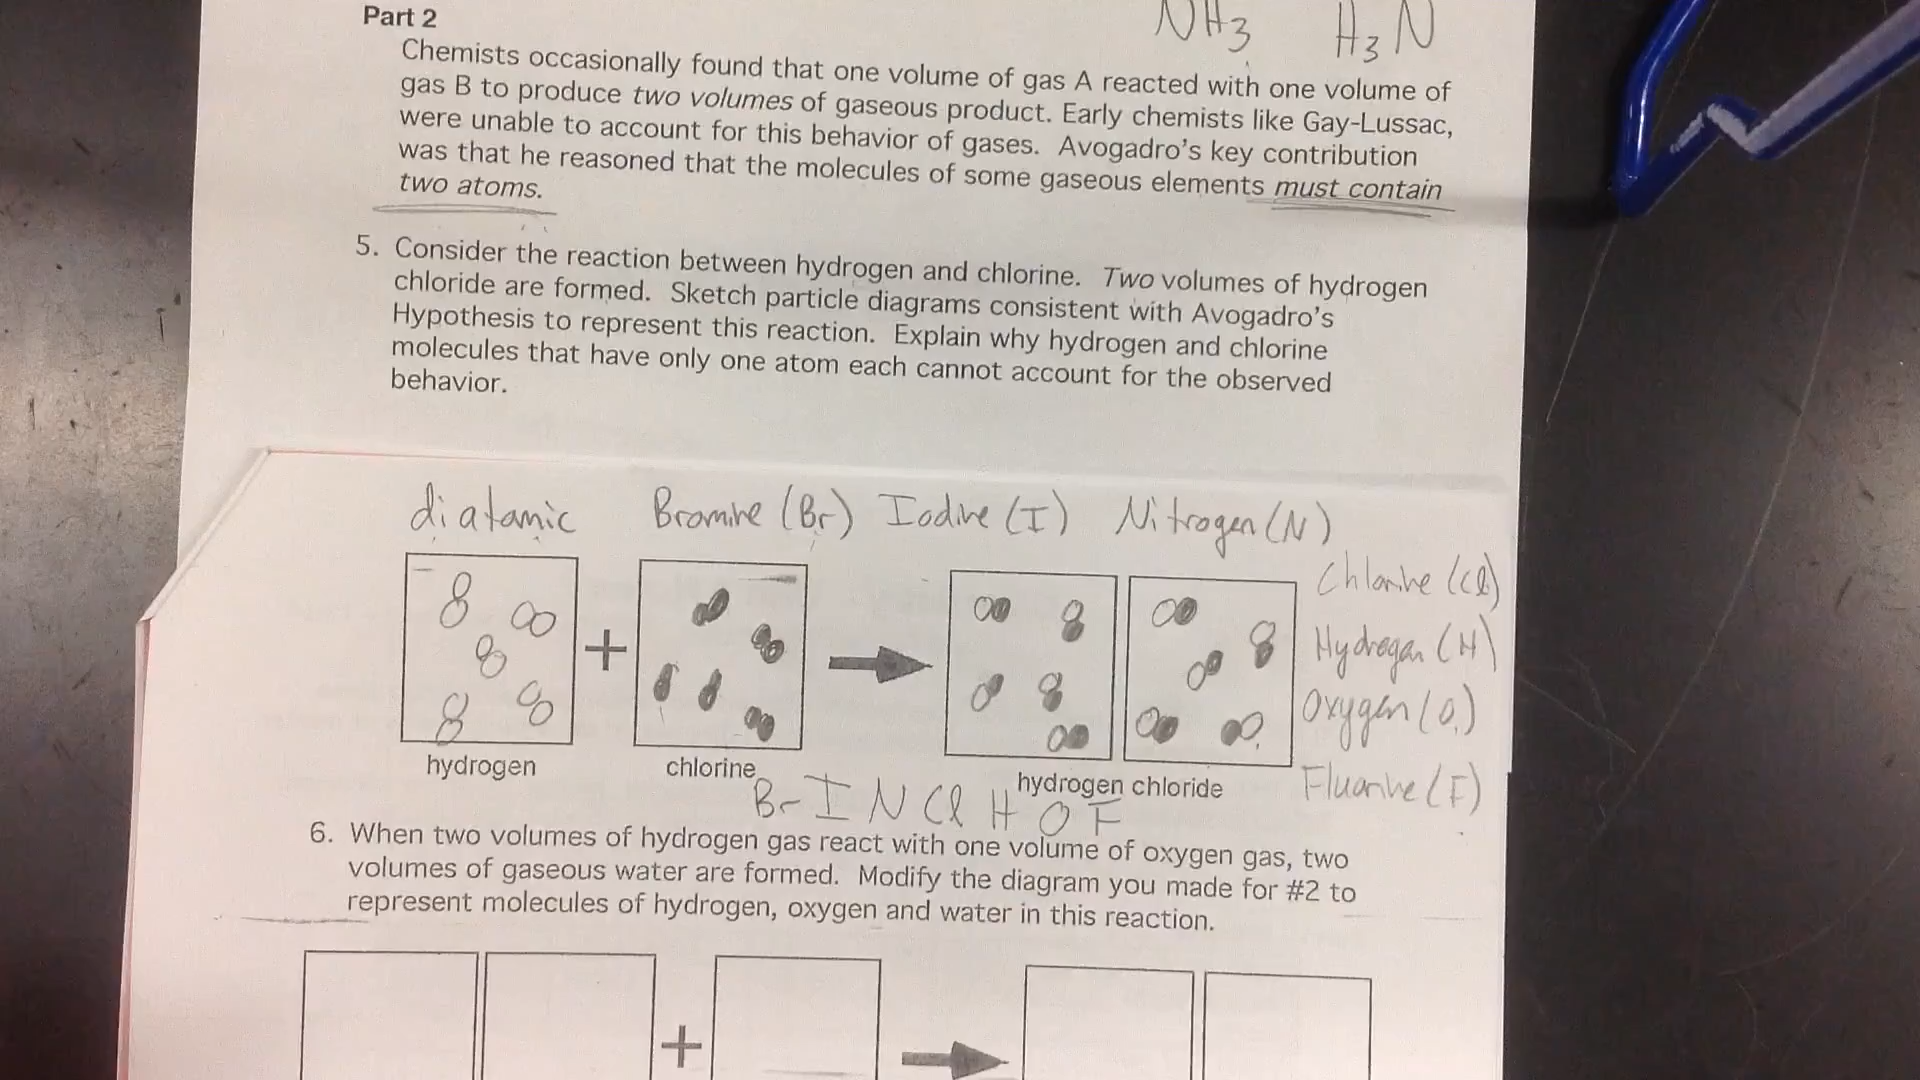 NH3 H3N
Part 2
Chemists occasionally found that one volume of gas A reacted with one volume of
gas B to produce two volumes of gaseous product. Early chemists like Gay-Lussac,
were unable to account for this behavior of gases. Avogadro's key contribution
was that he reasoned that the molecules of some gaseous elements must contain
two atoms.
5. Consider the reaction between hydrogen and chlorine. Two volumes of hydrogen
chloride are formed. Sketch particle diagrams consistent with Avogadro's
Hypothesis to represent this reaction. Explain why hydrogen and chlorine
molecules that have only one atom each cannot account for the observed
behavior.
diatamic Bromine (Br) Iodine (I) Nitrogen (N)
Chlorine (Cl)
Hydrogen (H)
+
Oxygen (O)
hydrogen chlorine hydrogen chloride Fluorine (F)
Br I N Cl H O F
6. When two volumes of hydrogen gas react with one volume of oxygen gas, two
volumes of gaseous water are formed. Modify the diagram you made for #2 to
represent molecules of hydrogen, oxygen and water in this reaction.
+